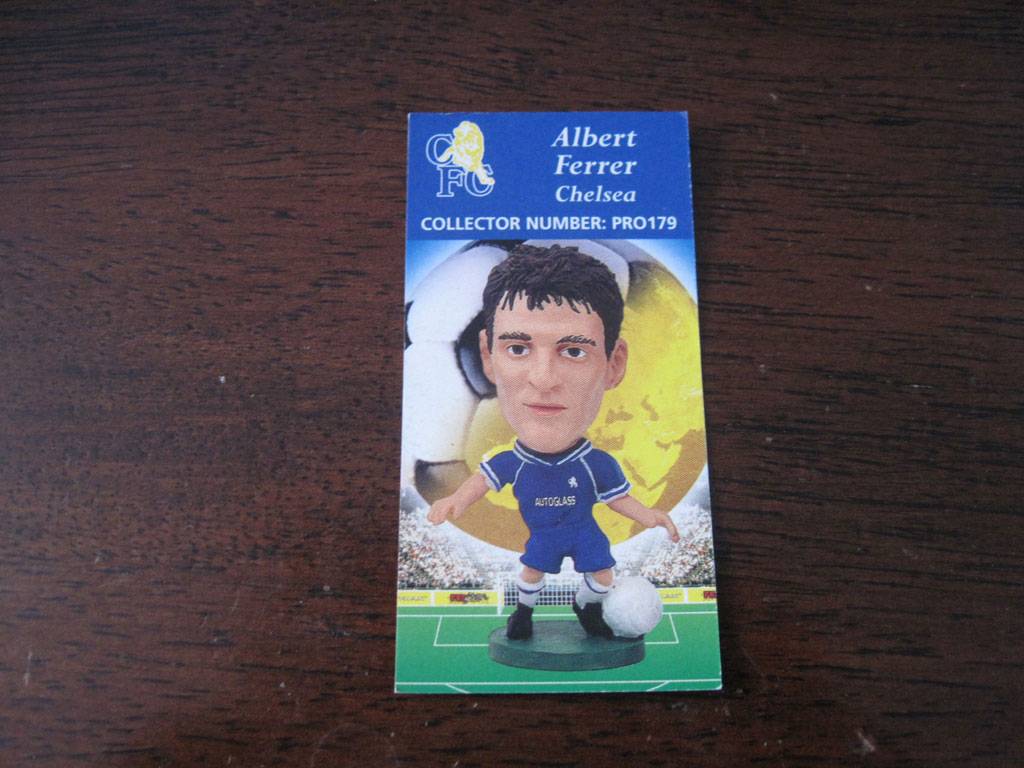 CFC
Albert
Ferrer
Chelsea
COLLECTOR NUMBER: PRO179
AUTOGLASS